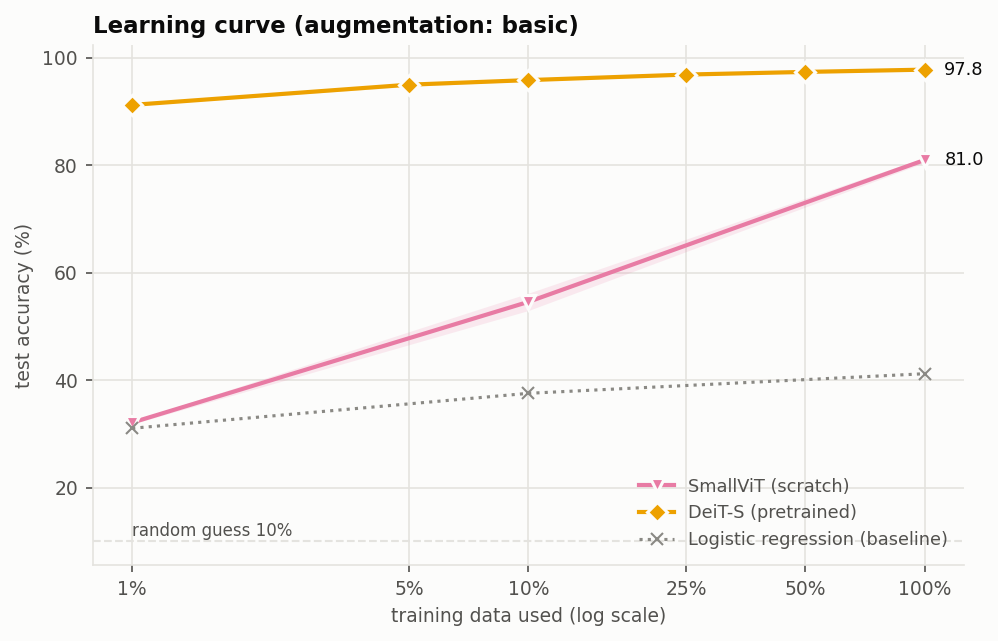 Learning curve (augmentation: basic)
100
97.8
81.0
80
60
40
20
test accuracy (%)
random guess 10%
SmallViT (scratch)
DeiT-S (pretrained)
Logistic regression (baseline)
1% 5% 10% 25% 50% 100%
training data used (log scale)